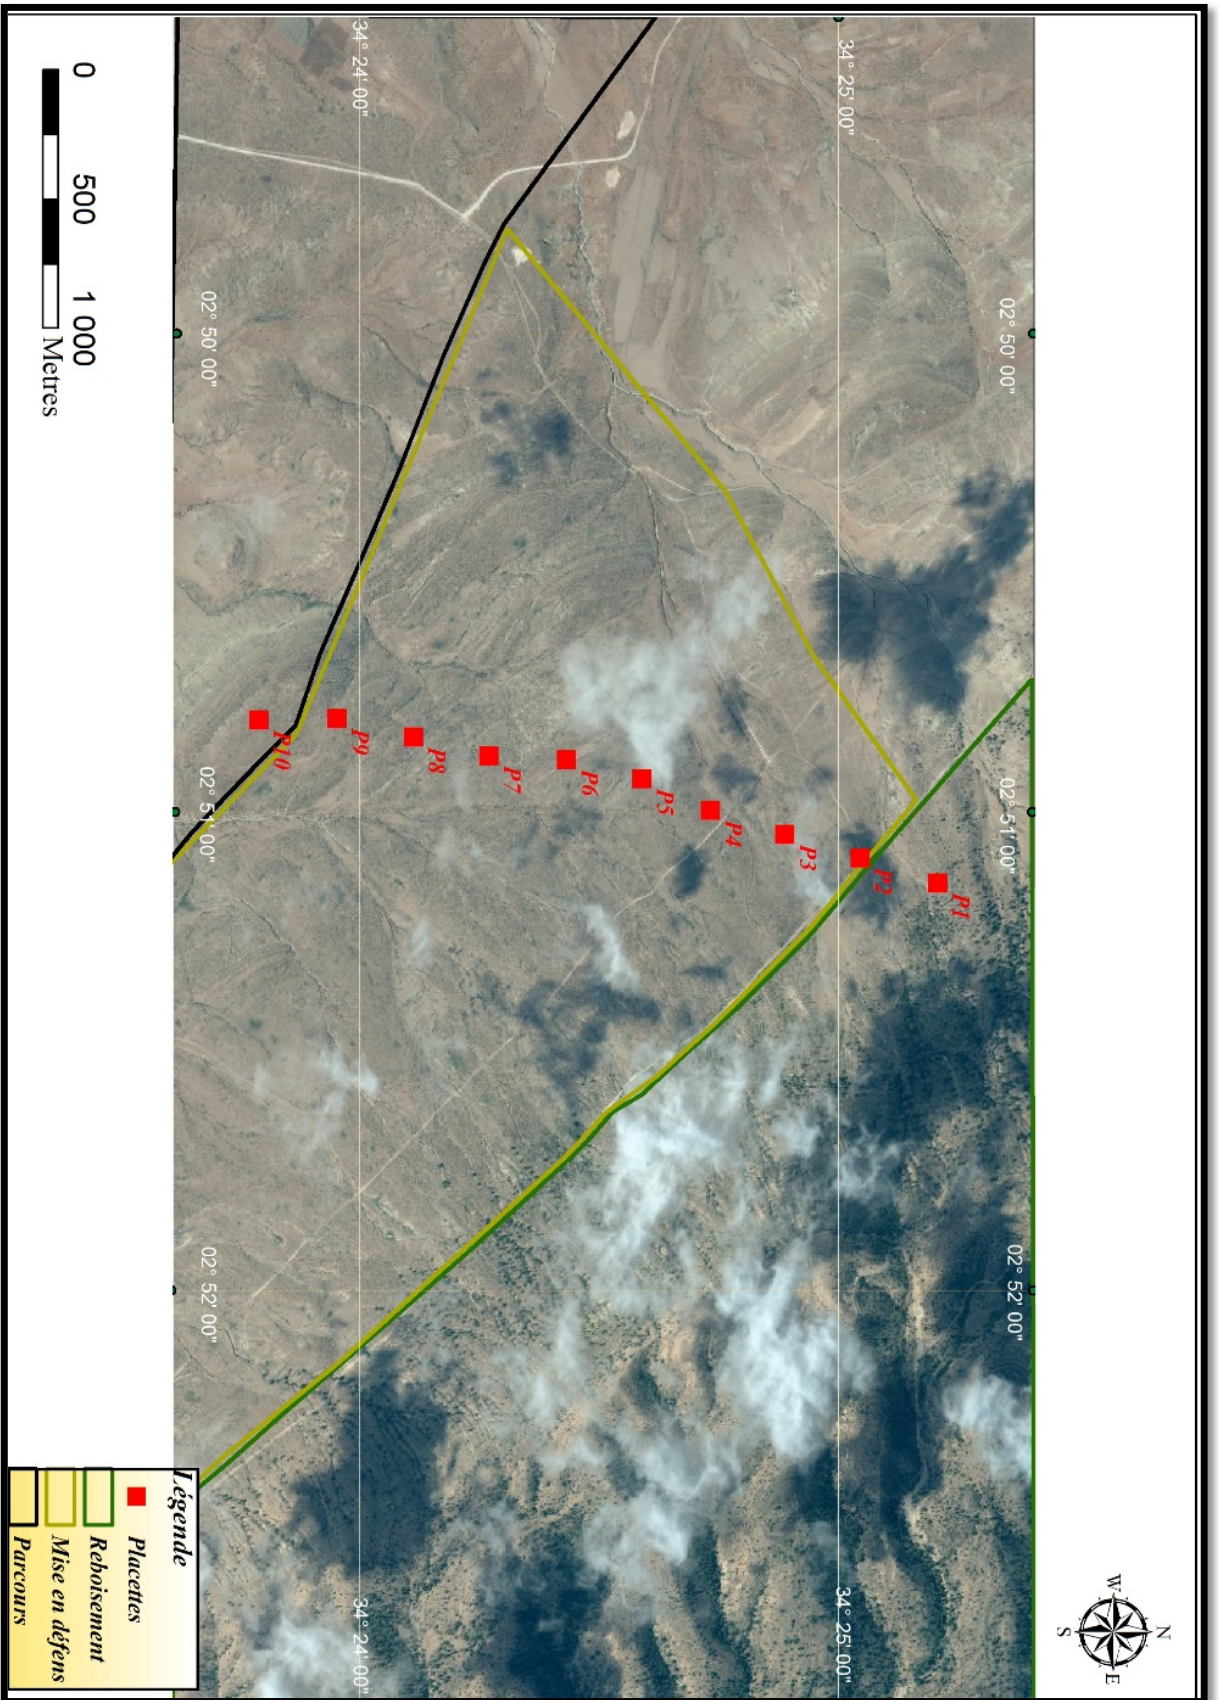 N
W E
S
02° 50' 00" 02° 51' 00" 02° 52' 00"
34° 25' 00" 34° 25' 00"
34° 24' 00" 34° 24' 00"
P1
P2
P3
P4
P5
P6
P7
P8
P9
P10
02° 50' 00" 02° 51' 00" 02° 52' 00"
0 500 1 000
Metres
Légende
Placettes
Reboisement
Mise en défens
Parcours